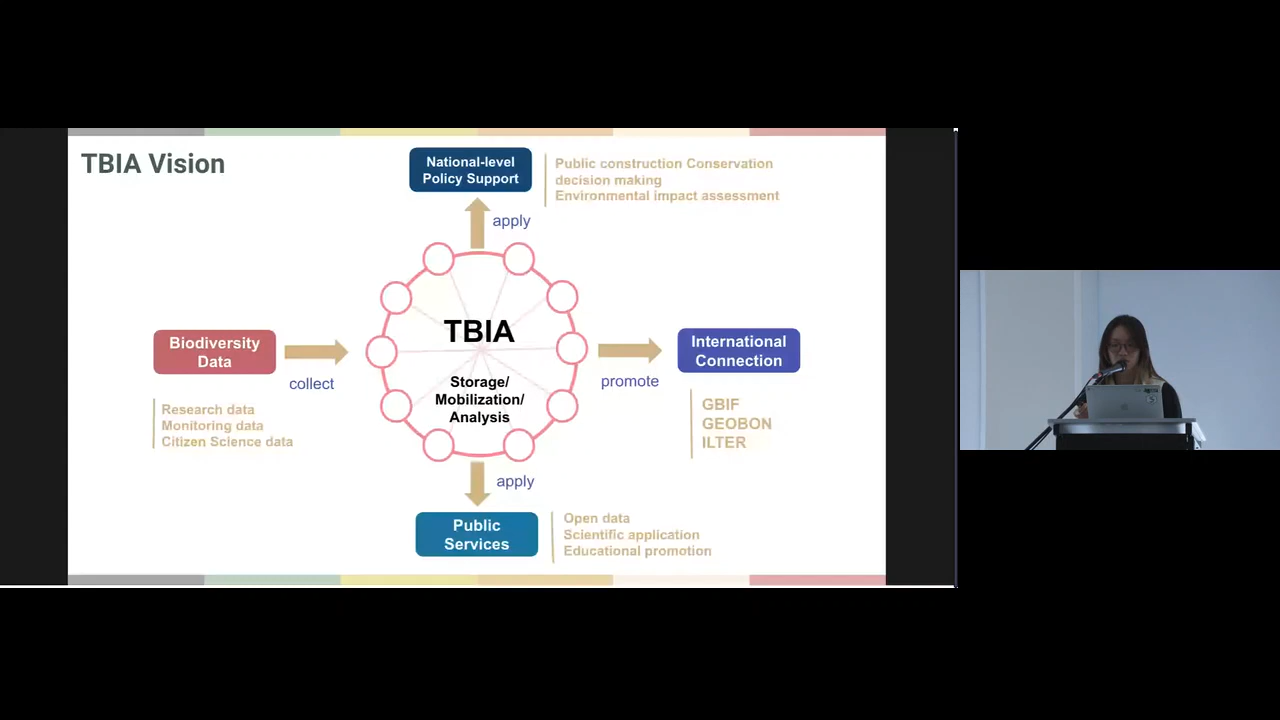 TBIA Vision
National-level
Policy Support
Public construction Conservation
decision making
Environmental impact assessment
apply
Biodiversity
Data
collect
Research data
Monitoring data
Citizen Science data
TBIA
Storage/
Mobilization/
Analysis
promote
International
Connection
GBIF
GEOBON
ILTER
apply
Public
Services
Open data
Scientific application
Educational promotion